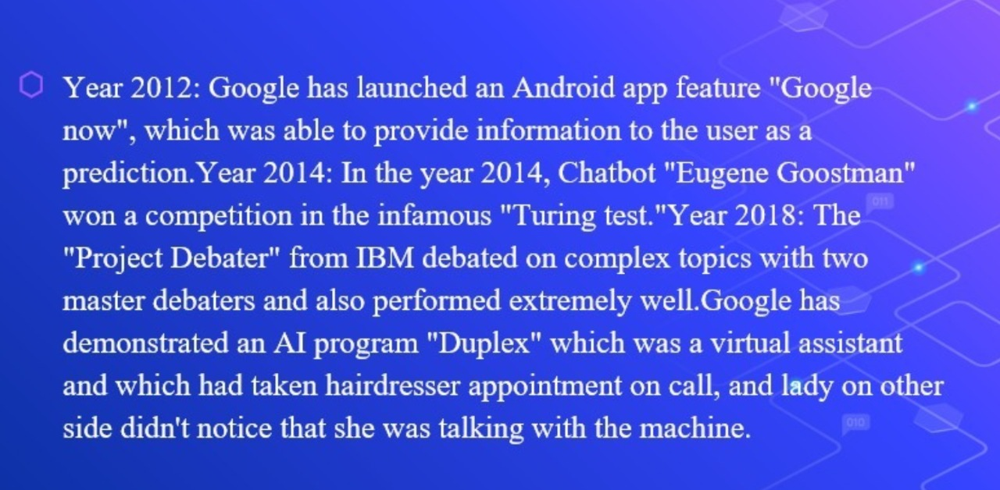 Year 2012: Google has launched an Android app feature "Google
now", which was able to provide information to the user as a
prediction.Year 2014: In the year 2014, Chatbot "Eugene Goostman"
won a competition in the infamous "Turing test."Year 2018: The
"Project Debater" from IBM debated on complex topics with two
master debaters and also performed extremely well.Google has
demonstrated an AI program "Duplex" which was a virtual assistant
and which had taken hairdresser appointment on call, and lady on other
side didn't notice that she was talking with the machine.
011
010